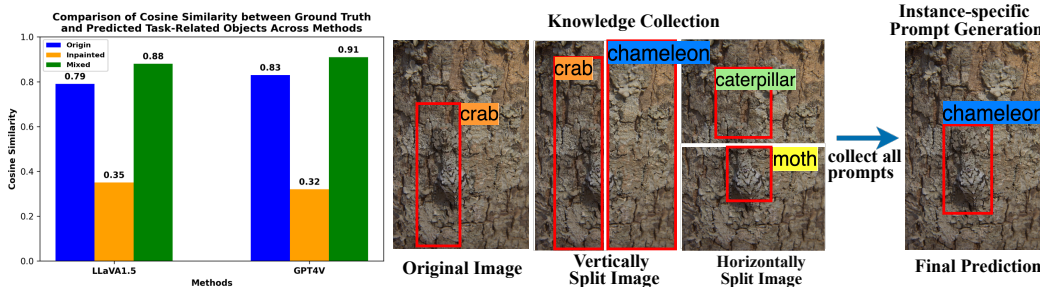 Comparison of Cosine Similarity between Ground Truth
and Predicted Task-Related Objects Across Methods
Cosine Similarity
1.0
0.8
0.6
0.4
0.2
0.0
Origin
Inpainted
Mixed
0.79
0.35
0.88
0.83
0.32
0.91
LLaVA1.5
GPT4V
Methods
Knowledge Collection
crab
Original Image
crab
chameleon
Vertically
Split Image
caterpillar
moth
Horizontally
Split Image
collect all
prompts
Instance-specific
Prompt Generation
chameleon
Final Prediction